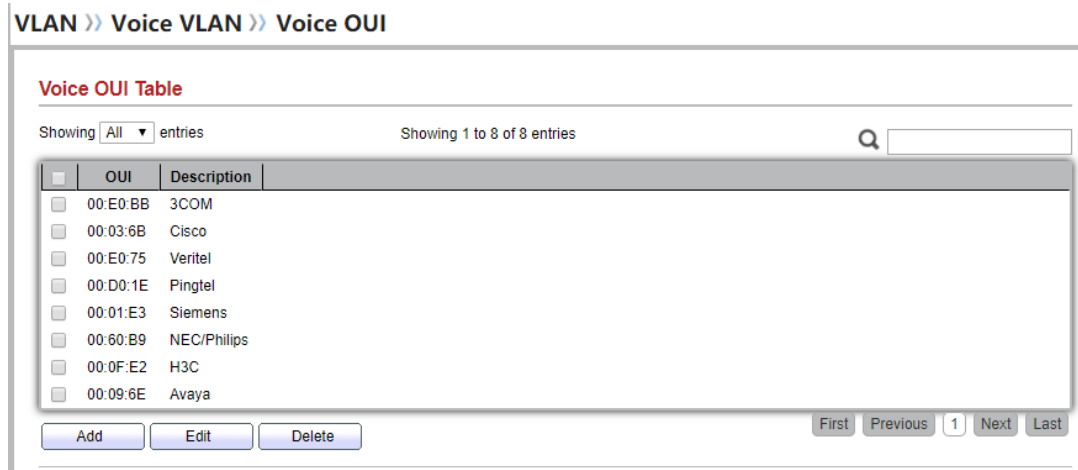 VLAN 》 Voice VLAN 》 Voice OUI
Voice OUI Table
Showing All ▼ entries Showing 1 to 8 of 8 entries
OUI Description
00:E0:BB 3COM
00:03:6B Cisco
00:E0:75 Veritel
00:D0:1E Pingtel
00:01:E3 Siemens
00:60:B9 NEC/Philips
00:0F:E2 H3C
00:09:6E Avaya
Add Edit Delete First Previous 1 Next Last